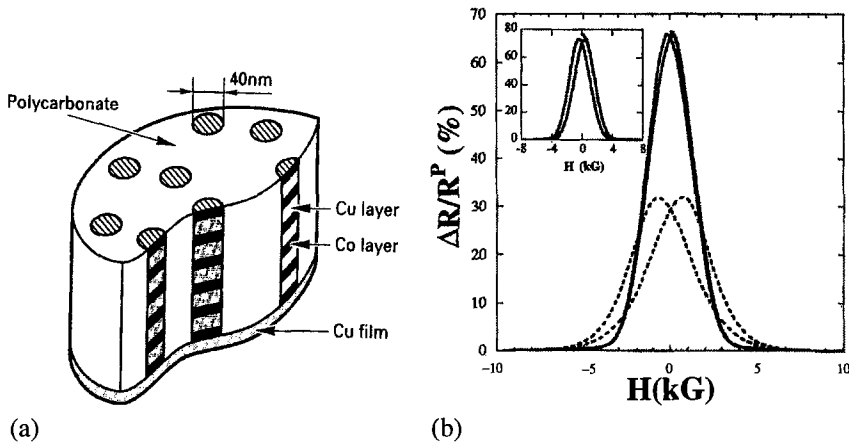 (a)
40nm
Polycarbonate
Cu layer
Co layer
Cu film
(b)
ΔR/R^P (%)
70
60
50
40
30
20
10
0
-10
-5
0
5
10
H(kG)
80
60
40
20
0
-8
-4
0
4
8
H (kG)